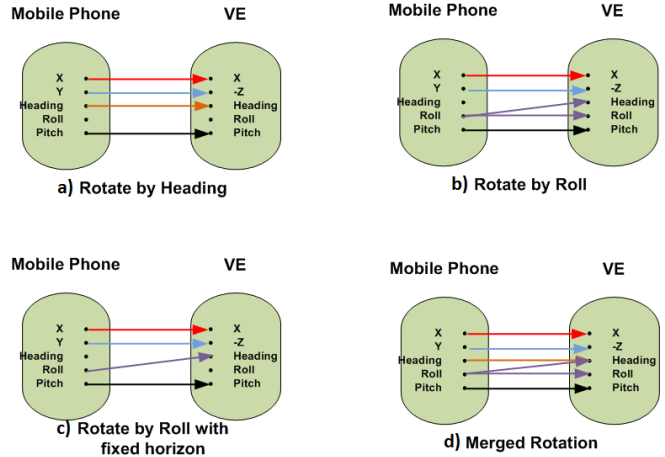 Mobile Phone VE
X X
Y -Z
Heading Heading
Roll Roll
Pitch Pitch
a) Rotate by Heading
Mobile Phone VE
X X
Y -Z
Heading Heading
Roll Roll
Pitch Pitch
b) Rotate by Roll
Mobile Phone VE
X X
Y -Z
Heading Heading
Roll Roll
Pitch Pitch
c) Rotate by Roll with
fixed horizon
Mobile Phone VE
X X
Y -Z
Heading Heading
Roll Roll
Pitch Pitch
d) Merged Rotation